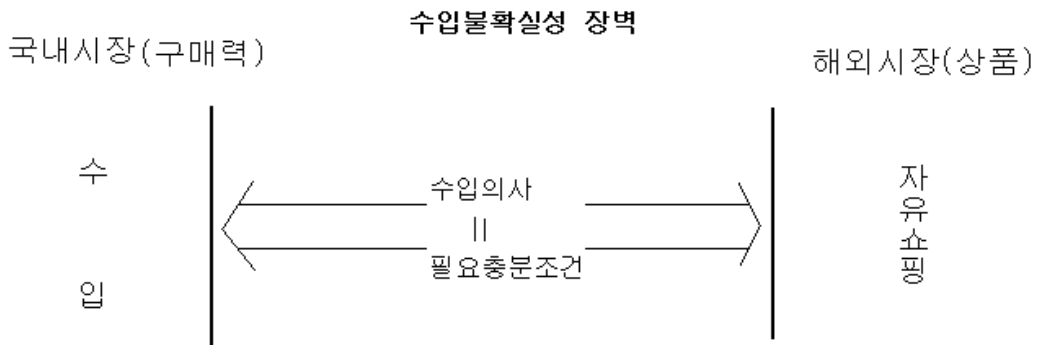 수입불확실성 장벽
국내시장(구매력)
해외시장(상품)
수입
수입의사
||
필요충분조건
자유쇼핑